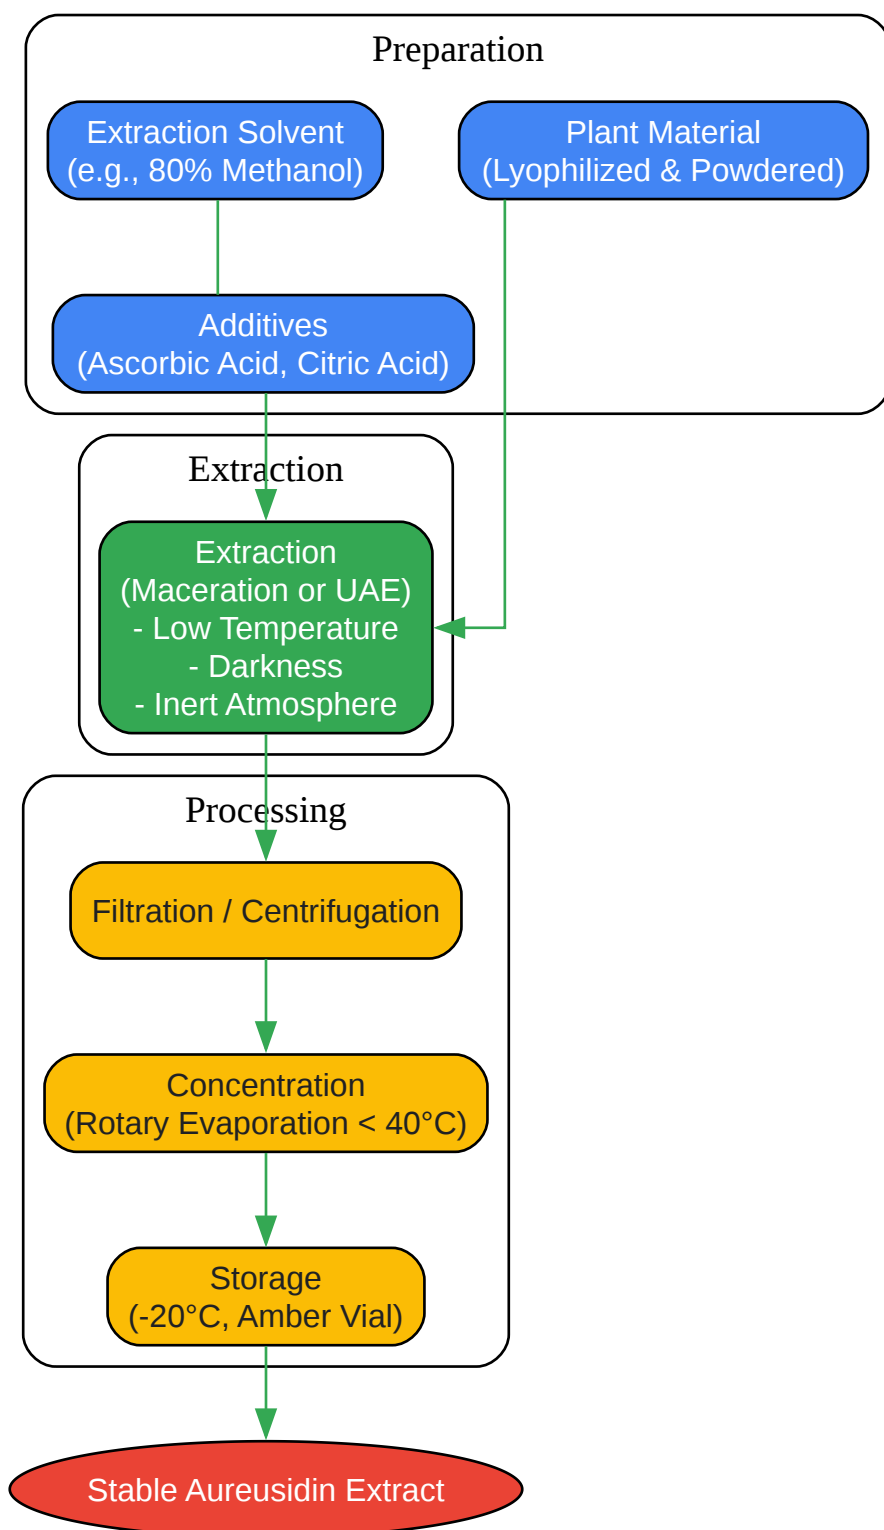 Preparation
Extraction Solvent
(e.g., 80% Methanol)
Plant Material
(Lyophilized & Powdered)
Additives
(Ascorbic Acid, Citric Acid)
Extraction
Extraction
(Maceration or UAE)
- Low Temperature
- Darkness
- Inert Atmosphere
Processing
Filtration / Centrifugation
Concentration
(Rotary Evaporation < 40°C)
Storage
(-20°C, Amber Vial)
Stable Aureusidin Extract